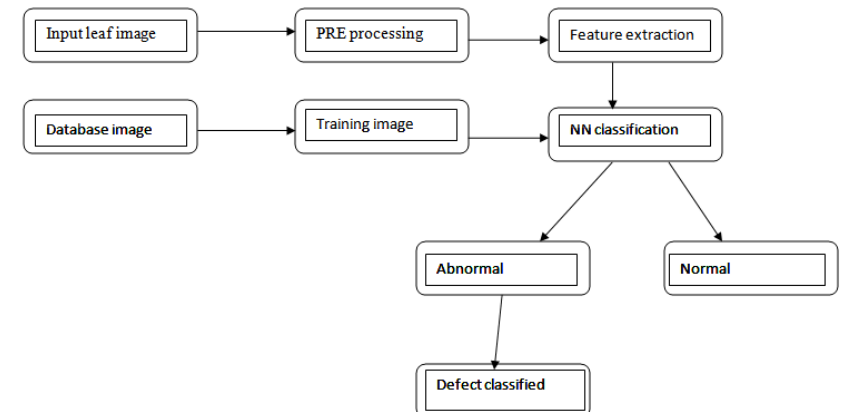 Input leaf image
PRE processing
Feature extraction
Database image
Training image
NN classification
Abnormal
Normal
Defect classified